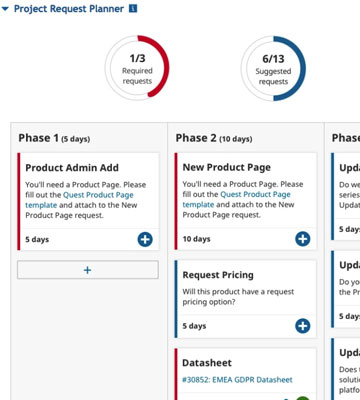 Project Request Planner i
1/3
Required
requests
6/13
Suggested
requests
Phase 1 (5 days)
Product Admin Add
You'll need a Product Page. Please
fill out the Quest Product Page
template and attach to the New
Product Page request.
5 days
+
Phase 2 (10 days)
New Product Page
You'll need a Product Page. Please
fill out the Quest Product Page
template and attach to the New
Product Page request.
10 days
Request Pricing
Will this product have a request
pricing option?
5 days
Datasheet
#30852: EMEA GDPR Datasheet
Phase
Upda
Do we
series
Updat
5 days
Upda
Do yo
the Pr
5 days
Upda
Does t
solutio
platfo